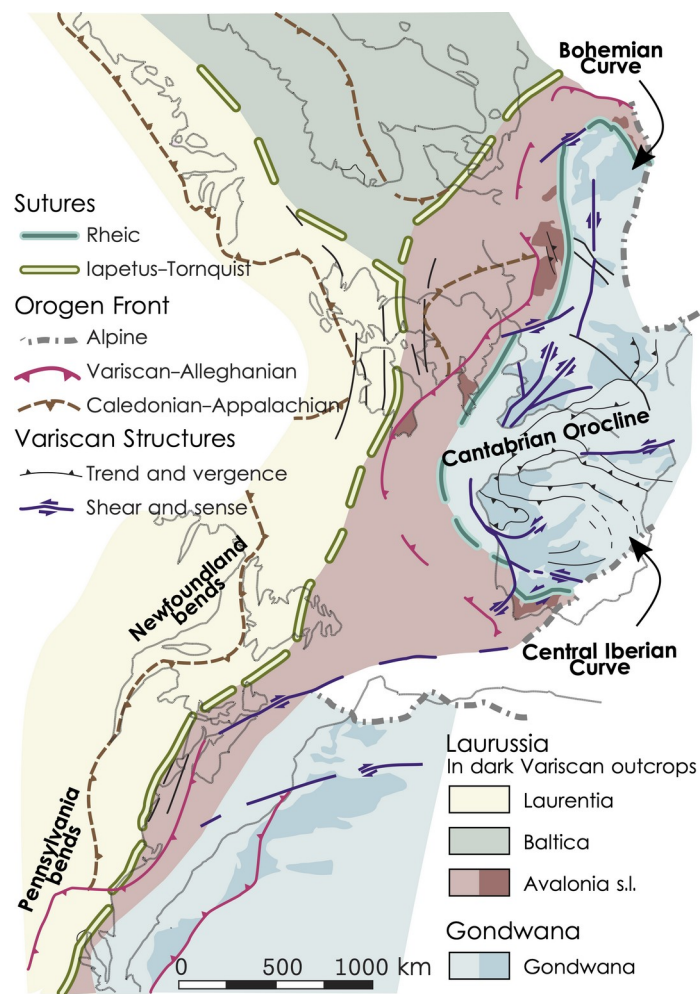 Bohemian
Curve
Sutures
Rheic
Iapetus–Tornquist
Orogen Front
Alpine
Variscan–Alleghanian
Caledonian–Appalachian
Variscan Structures
Trend and vergence
Shear and sense
Cantabrian Orocline
Newfoundland
bends
Central Iberian
Curve
Pennsylvania
bends
Laurussia
In dark Variscan outcrops
Laurentia
Baltica
Avalonia s.l.
Gondwana
Gondwana
0 500 1000 km